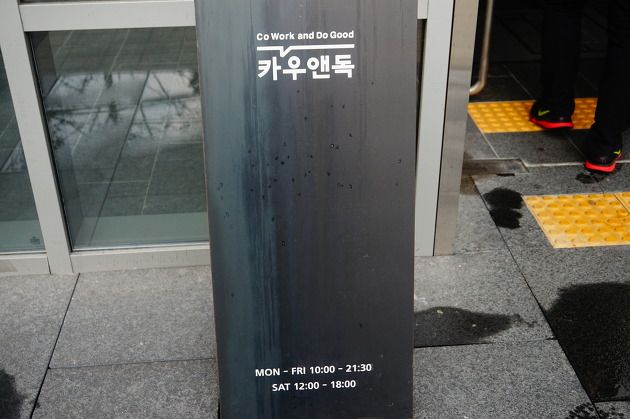 Co Work and Do Good
카우앤독
MON - FRI 10:00 - 21:30
SAT 12:00 - 18:00